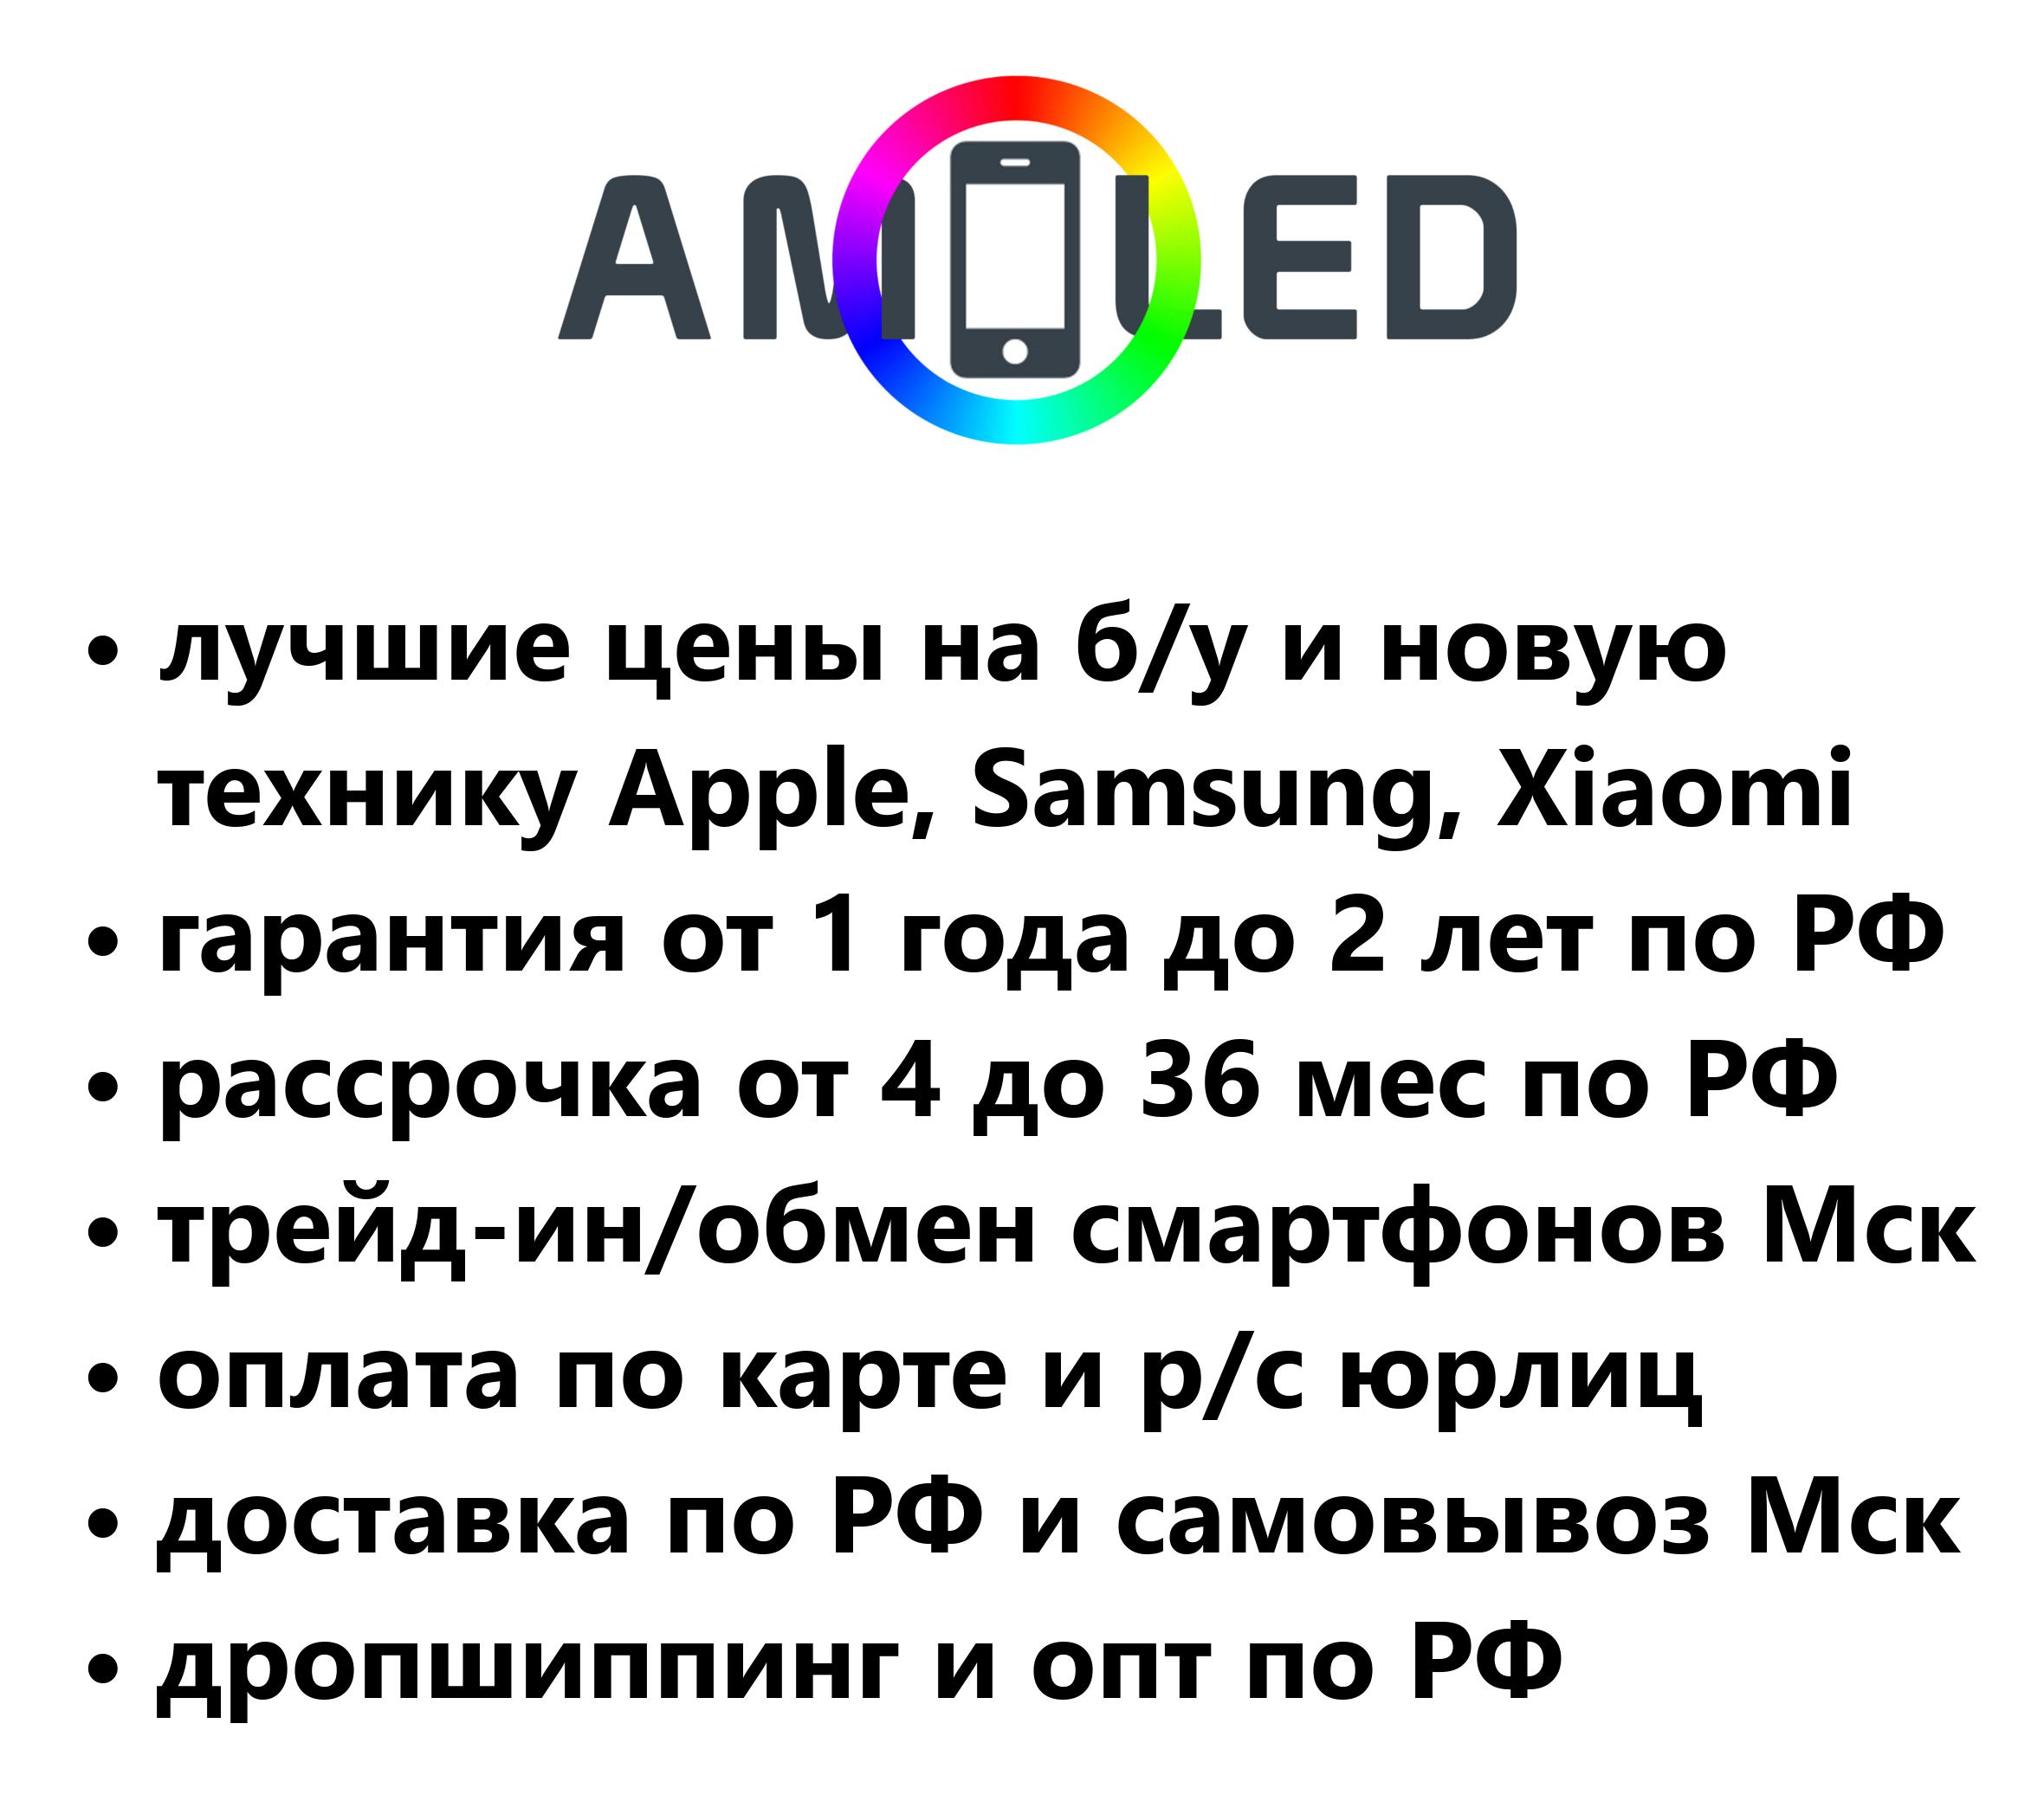 AMOLED
• лучшие цены на б/у и новую
технику Apple, Samsung, Xiaomi
• гарантия от 1 года до 2 лет по РФ
• рассрочка от 4 до 36 мес по РФ
• трейд-ин/обмен смартфонов Мск
• оплата по карте и р/с юрлиц
• доставка по РФ и самовывоз Мск
• дропшиппинг и опт по РФ